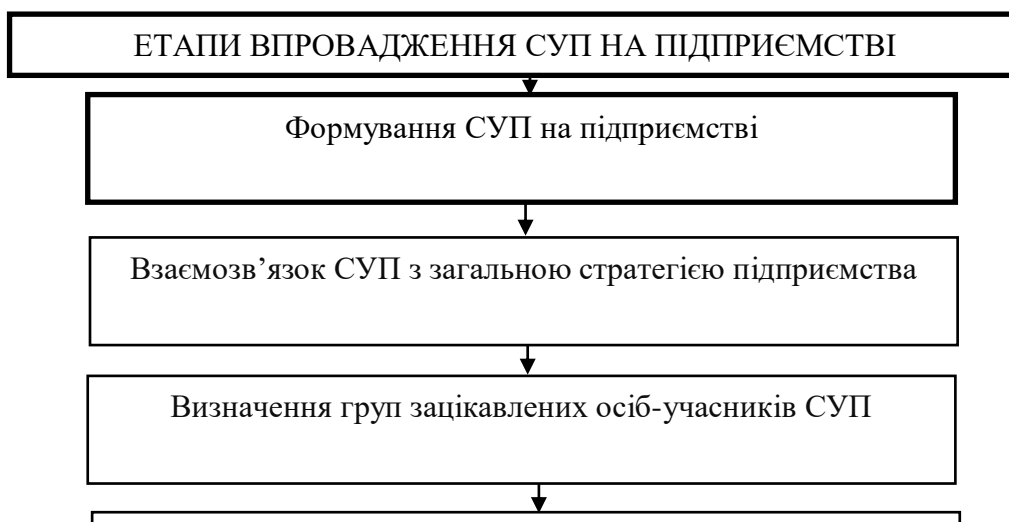 ЕТАПИ ВПРОВАДЖЕННЯ СУП НА ПІДПРИЄМСТВІ
Формування СУП на підприємстві
Взаємозв’язок СУП з загальною стратегією підприємства
Визначення груп зацікавлених осіб-учасників СУП